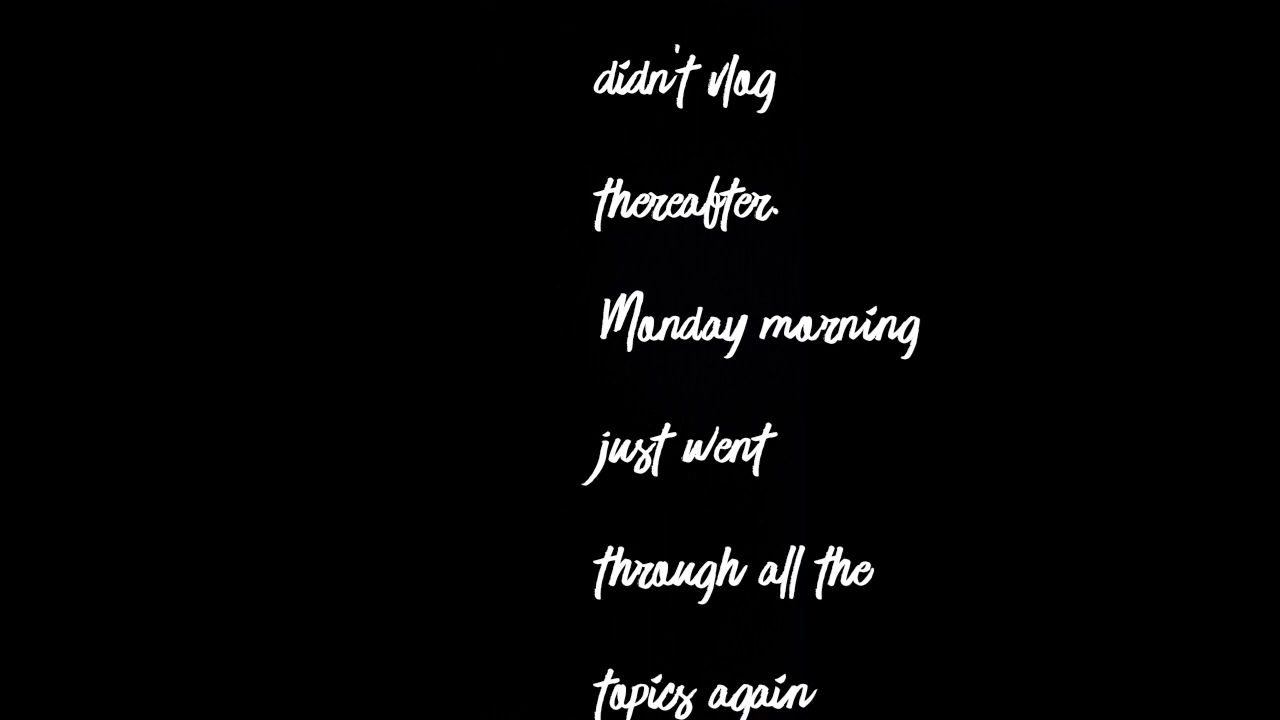 didn't vlog
thereafter.
Monday morning
just went
through all the
topics again